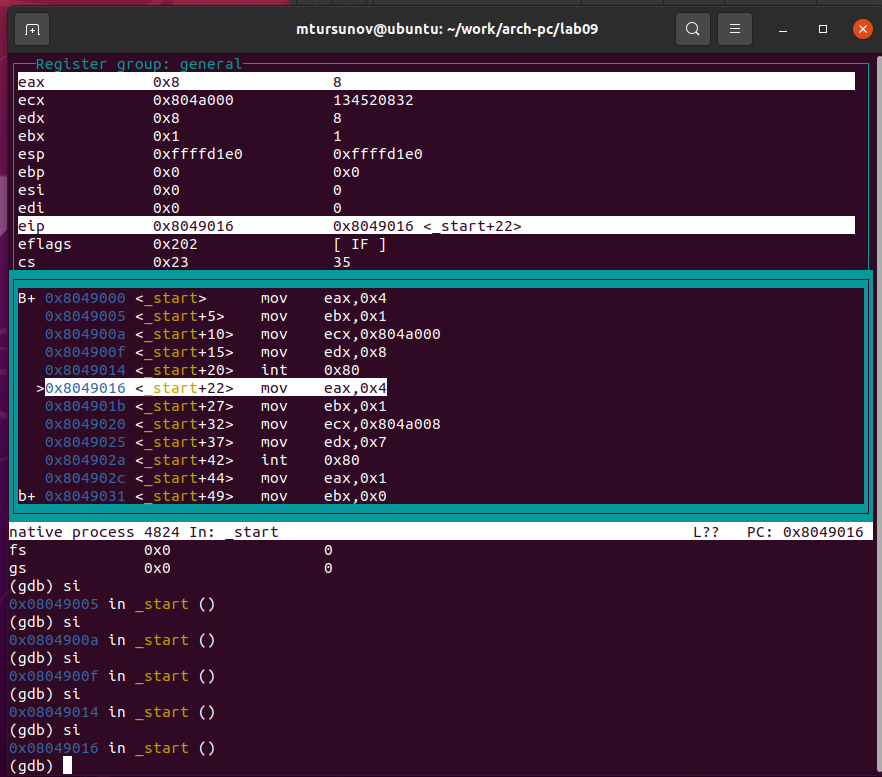 mtursunov@ubuntu: ~/work/arch-pc/lab09
Register group: general
eax 0x8 8
ecx 0x804a000 134520832
edx 0x8 8
ebx 0x1 1
esp 0xffffd1e0 0xffffd1e0
ebp 0x0 0x0
esi 0x0 0
edi 0x0 0
eip 0x8049016 0x8049016 <_start+22>
eflags 0x202 [ IF ]
cs 0x23 35
B+ 0x8049000 <_start> mov eax,0x4
0x8049005 <_start+5> mov ebx,0x1
0x804900a <_start+10> mov ecx,0x804a000
0x804900f <_start+15> mov edx,0x8
0x8049014 <_start+20> int 0x80
>0x8049016 <_start+22> mov eax,0x4
0x804901b <_start+27> mov ebx,0x1
0x8049020 <_start+32> mov ecx,0x804a008
0x8049025 <_start+37> mov edx,0x7
0x804902a <_start+42> int 0x80
0x804902c <_start+44> mov eax,0x1
b+ 0x8049031 <_start+49> mov ebx,0x0
native process 4824 In: _start L?? PC: 0x8049016
fs 0x0 0
gs 0x0 0
(gdb) si
0x08049005 in _start ()
(gdb) si
0x0804900a in _start ()
(gdb) si
0x0804900f in _start ()
(gdb) si
0x08049014 in _start ()
(gdb) si
0x08049016 in _start ()
(gdb)